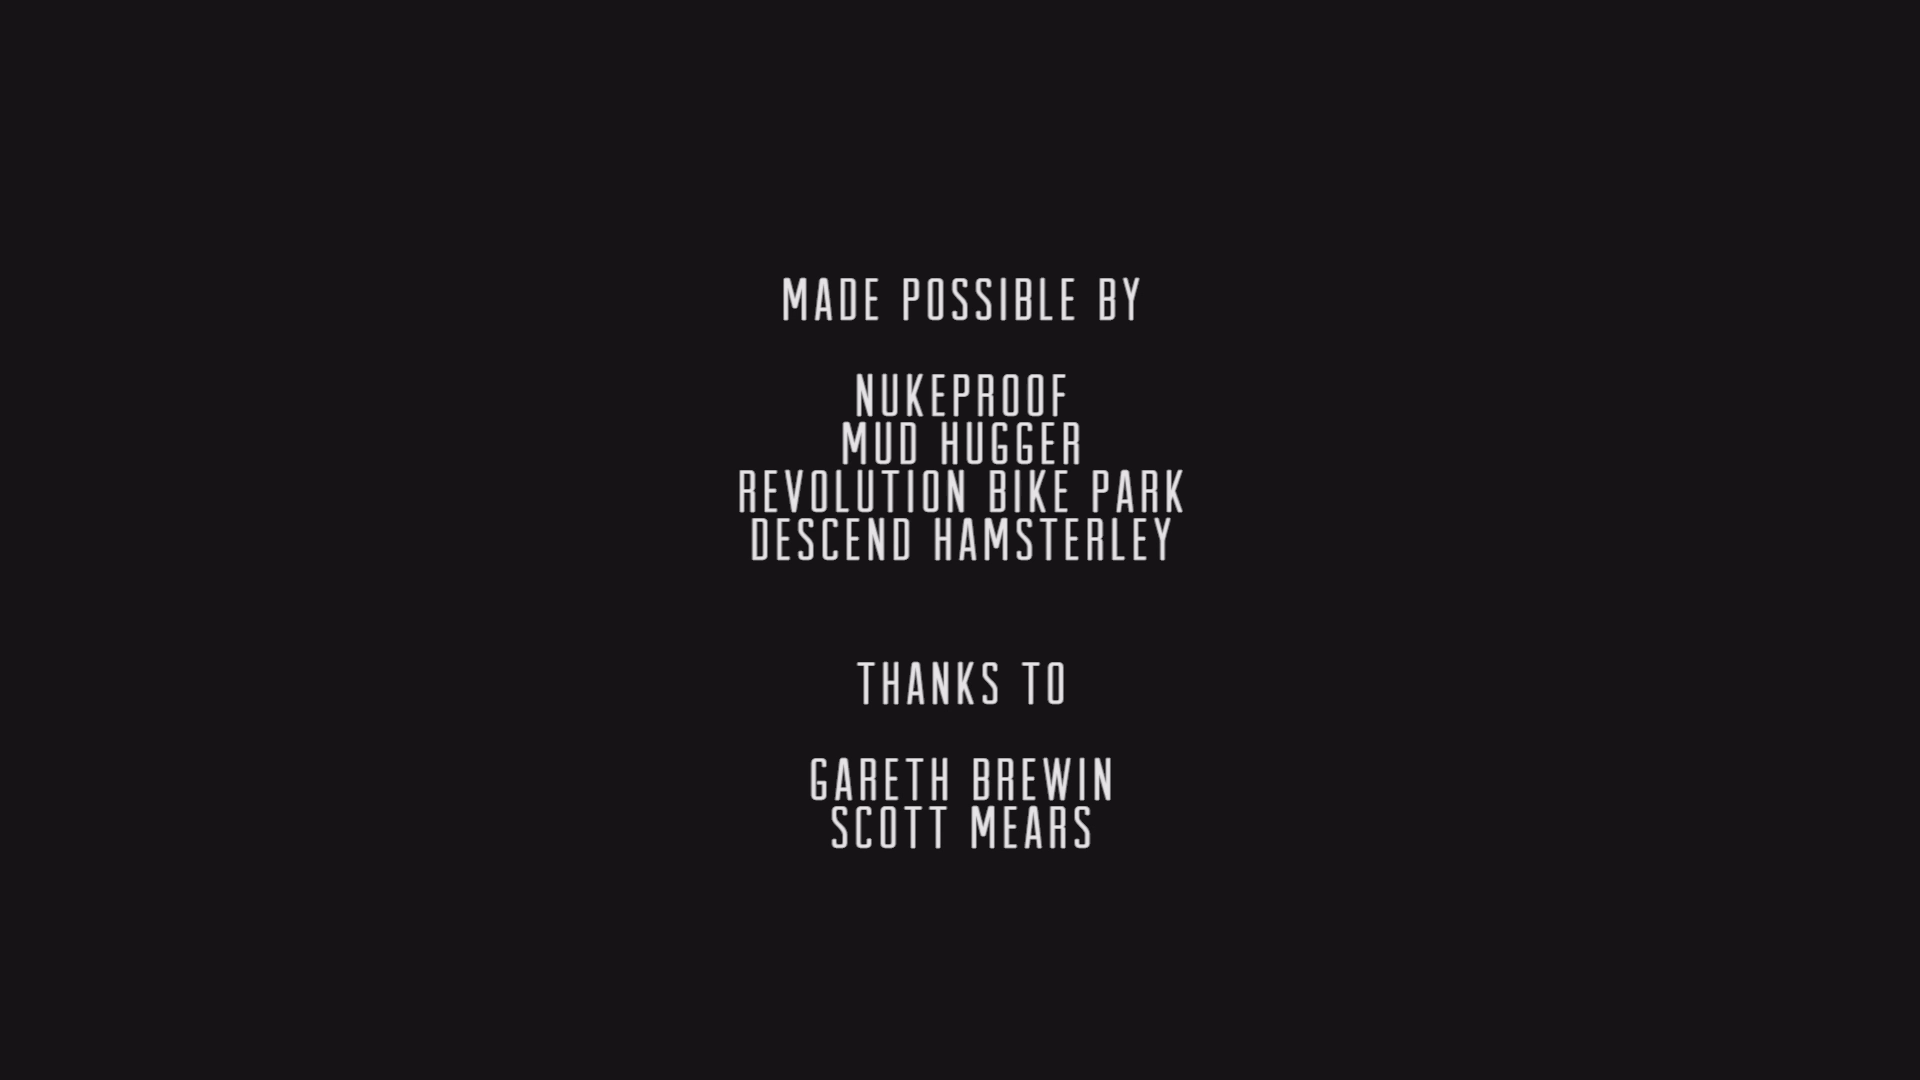 MADE POSSIBLE BY
NUKEPROOF
MUD HUGGER
REVOLUTION BIKE PARK
DESCEND HAMSTERLEY
THANKS TO
GARETH BREWIN
SCOTT MEARS